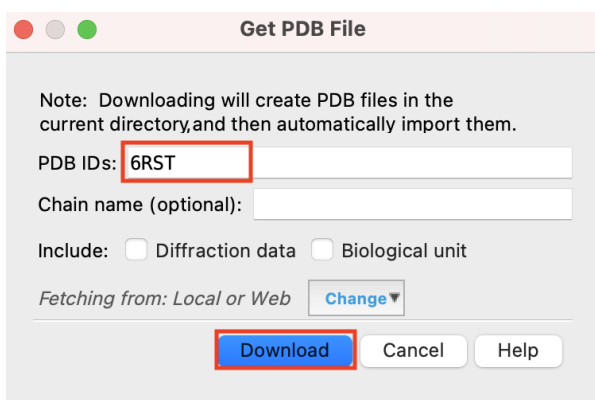 Get PDB File
Note:  Downloading will create PDB files in the
current directory,and then automatically import them.
PDB IDs: 6RST
Chain name (optional):
Include: Diffraction data Biological unit
Fetching from: Local or Web Change
Download Cancel Help